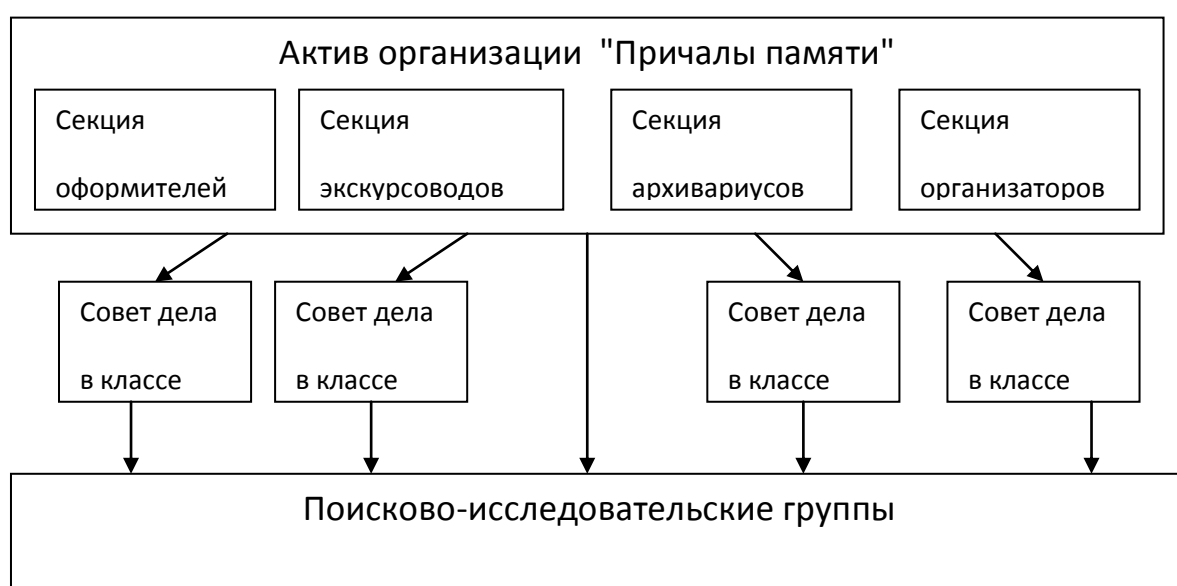 Актив организации "Причалы памяти"
Секция
оформителей
Секция
экскурсоводов
Секция
архивариусов
Секция
организаторов
Совет дела
в классе
Совет дела
в классе
Совет дела
в классе
Совет дела
в классе
Поисково-исследовательские группы